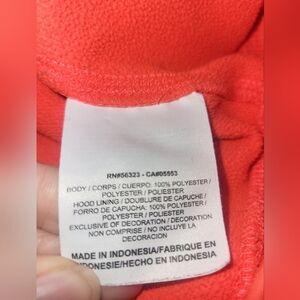 RN#56323 - CA#05553
BODY / CORPS / CUERPO: 100% POLYESTER /
POLYESTER / POLIESTER
HOOD LINING / DOUBLURE DE CAPUCHE /
FORRO DE CAPUCHA: 100% POLYESTER /
POLYESTER / POLIESTER
EXCLUSIVE OF DECORATION / DECORATION
NON COMPRISE / NO INCLUYE LA
DECORACION
MADE IN INDONESIA/FABRIQUE EN
INDONESIE/HECHO EN INDONESIA